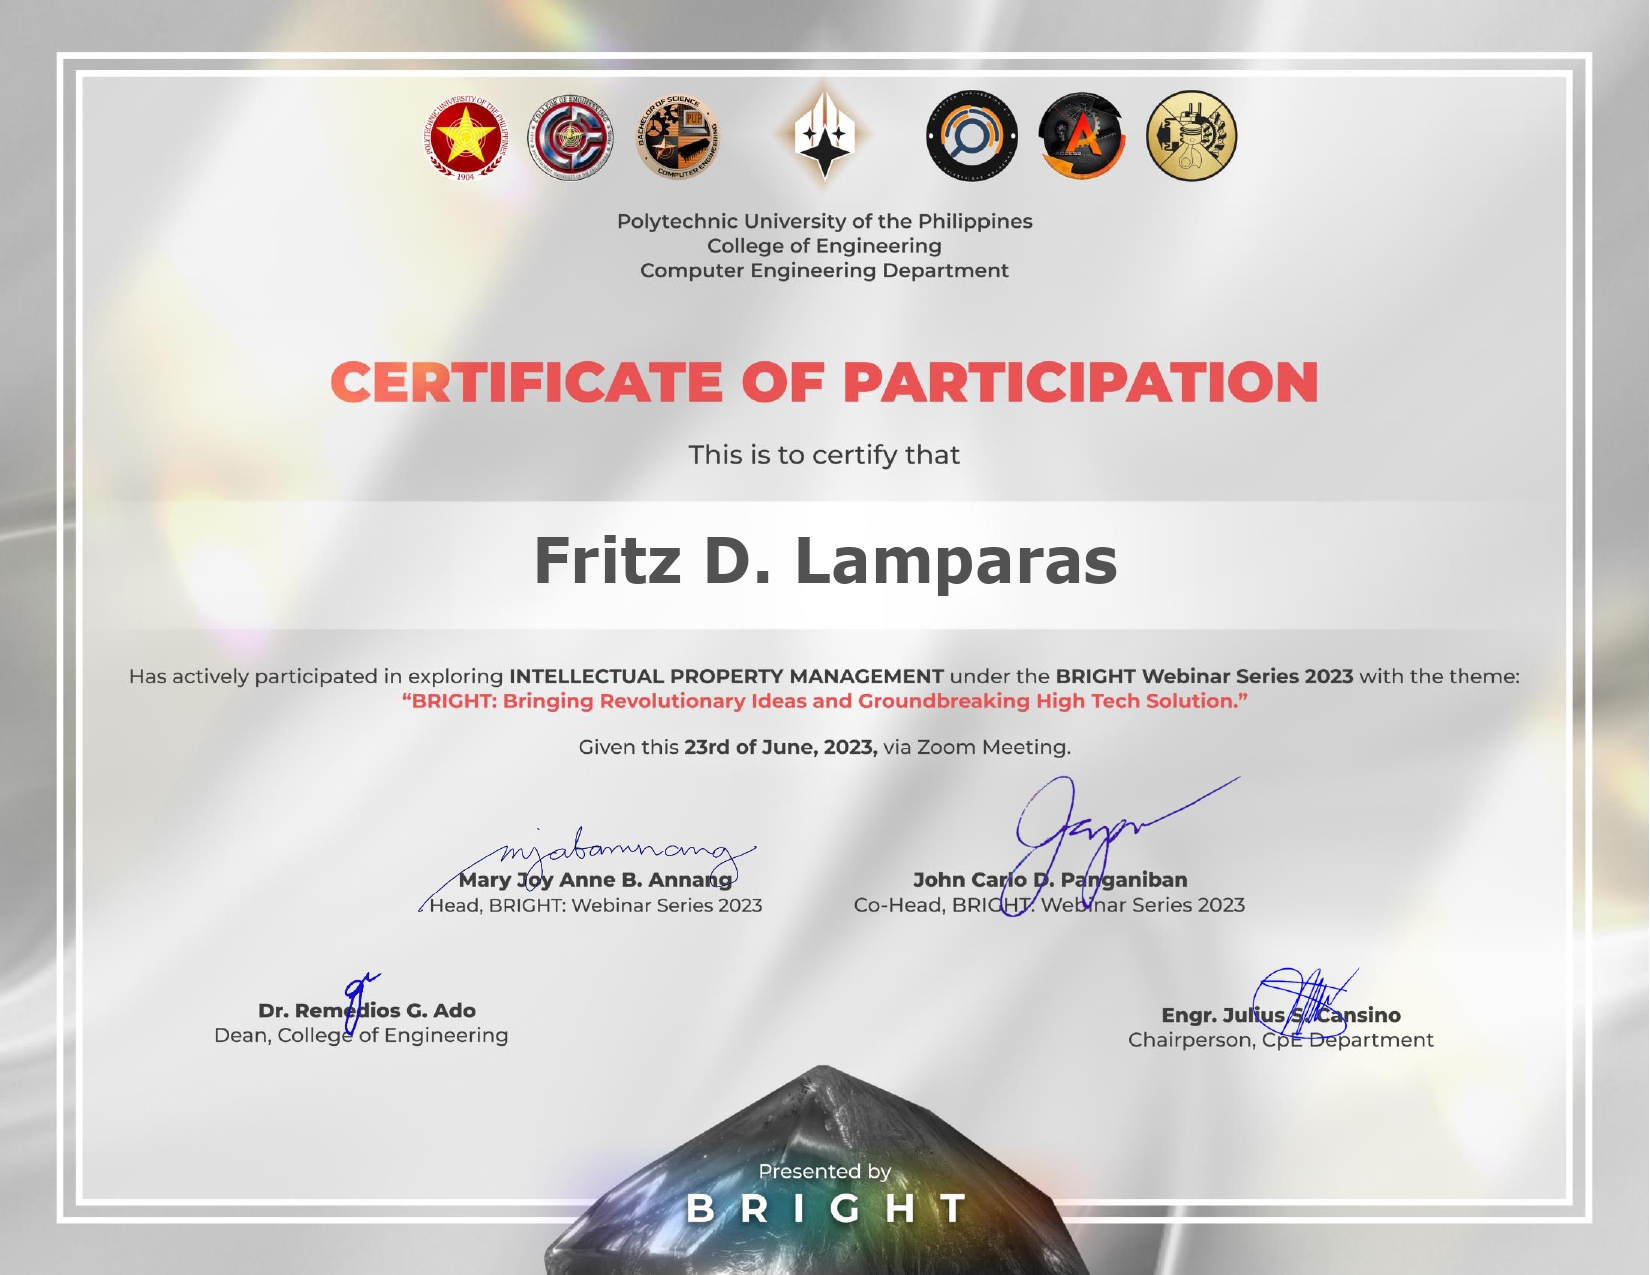 POLYTECHNIC UNIVERSITY OF THE PHILIPPINES
1904
COLLEGE OF ENGINEERING
BACHELOR OF SCIENCE
PUP
COMPUTER ENGINEERING
A
Polytechnic University of the Philippines
College of Engineering
Computer Engineering Department
CERTIFICATE OF PARTICIPATION
This is to certify that
Fritz D. Lamparas
Has actively participated in exploring INTELLECTUAL PROPERTY MANAGEMENT under the BRIGHT Webinar Series 2023 with the theme:
“BRIGHT: Bringing Revolutionary Ideas and Groundbreaking High Tech Solution.”
Given this 23rd of June, 2023, via Zoom Meeting.
Mary Joy Anne B. Annang
Head, BRIGHT: Webinar Series 2023
John Carlo D. Panganiban
Co-Head, BRIGHT: Webinar Series 2023
Dr. Remedios G. Ado
Dean, College of Engineering
Engr. Julius S. Cansino
Chairperson, CpE Department
Presented by
BRIGHT